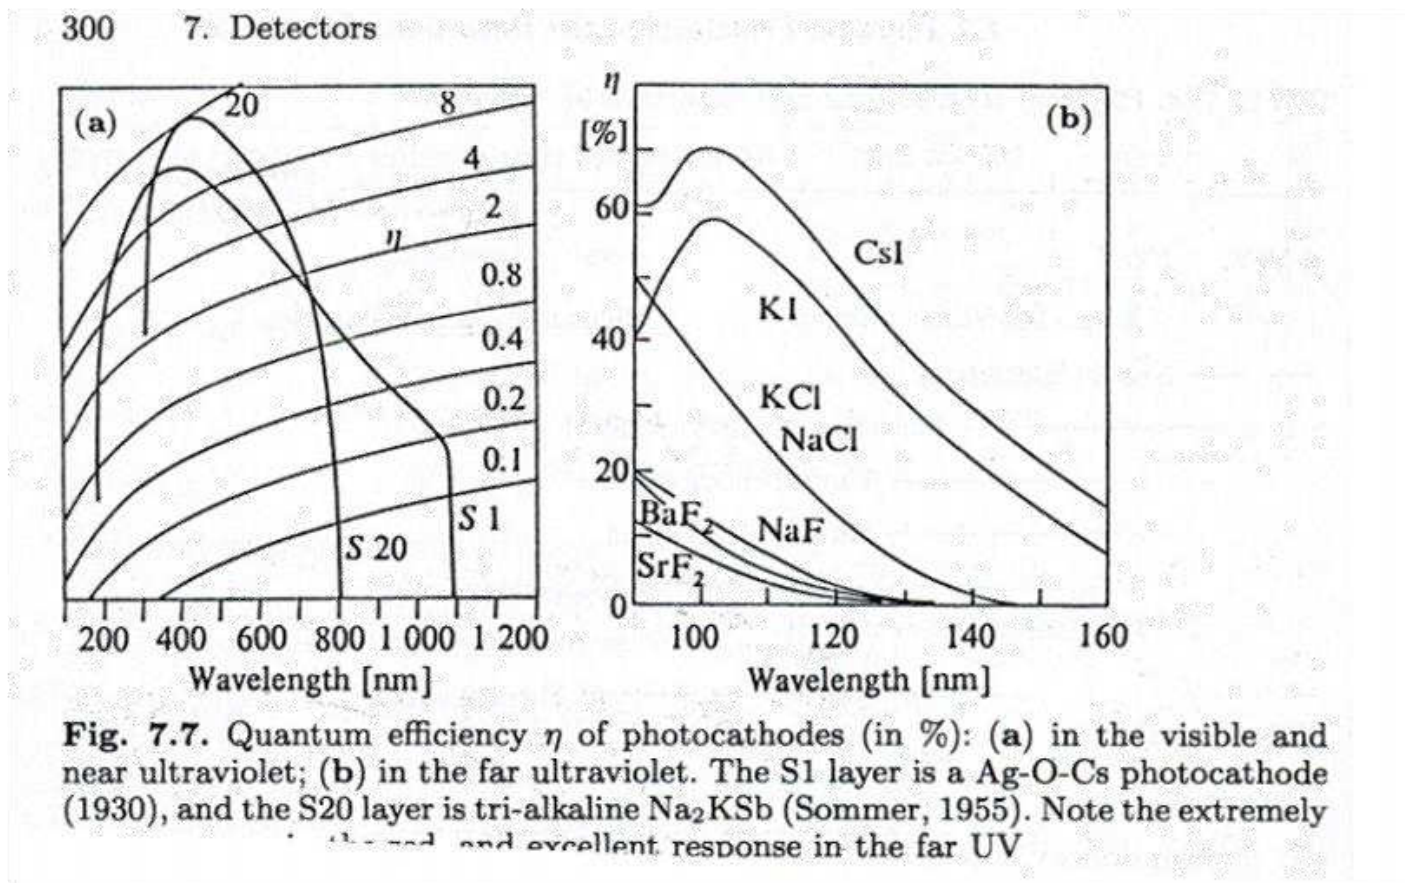 300 7. Detectors
(a)
20
8
4
2
η
0.8
0.4
0.2
0.1
S 1
S 20
200 400 600 800 1 000 1 200
Wavelength [nm]
η
[%]
(b)
60
40
20
0
CsI
KI
KCl
NaCl
BaF2
NaF
SrF2
100 120 140 160
Wavelength [nm]
Fig. 7.7. Quantum efficiency η of photocathodes (in %): (a) in the visible and
near ultraviolet; (b) in the far ultraviolet. The S1 layer is a Ag-O-Cs photocathode
(1930), and the S20 layer is tri-alkaline Na2KSb (Sommer, 1955). Note the extremely
the red, and excellent response in the far UV